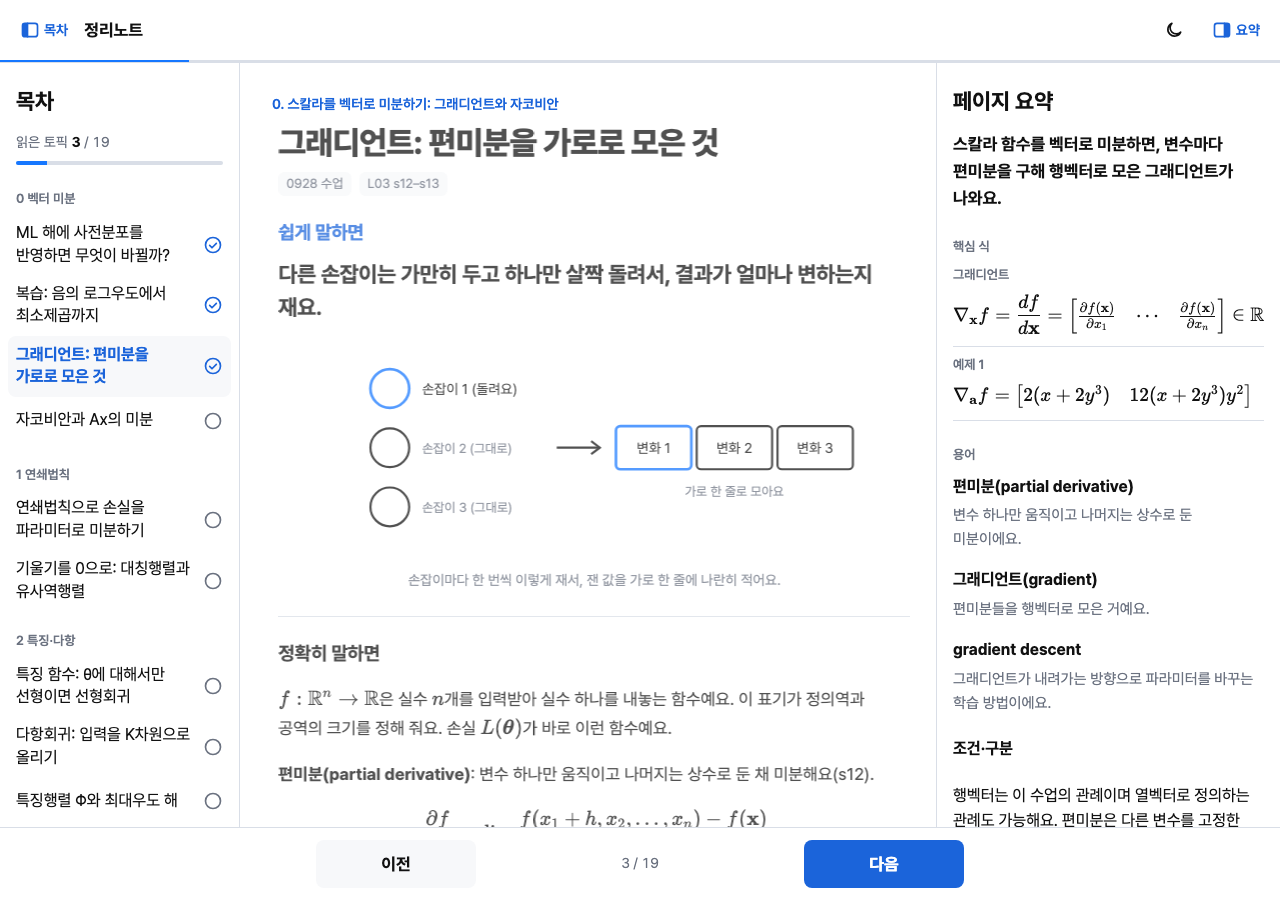 목차
정리노트
요약
목차
읽은 토픽 3 / 19
0 벡터 미분
ML 해에 사전분포를
반영하면 무엇이 바뀔까?
복습: 음의 로그우도에서
최소제곱까지
그래디언트: 편미분을
가로로 모은 것
자코비안과 Ax의 미분
1 연쇄법칙
연쇄법칙으로 손실을
파라미터로 미분하기
기울기를 0으로: 대칭행렬과
유사역행렬
2 특징·다항
특징 함수: θ에 대해서만
선형이면 선형회귀
다항회귀: 입력을 K차원으로
올리기
특징행렬 Φ와 최대우도 해
0. 스칼라를 벡터로 미분하기: 그래디언트와 자코비안
그래디언트: 편미분을 가로로 모은 것
0928 수업
L03 s12–s13
쉽게 말하면
다른 손잡이는 가만히 두고 하나만 살짝 돌려서, 결과가 얼마나 변하는지
재요.
손잡이 1 (돌려요)
손잡이 2 (그대로)
손잡이 3 (그대로)
변화 1
변화 2
변화 3
가로 한 줄로 모아요
손잡이마다 한 번씩 이렇게 재서, 잰 값을 가로 한 줄에 나란히 적어요.
정확히 말하면
f : ℝⁿ → ℝ은 실수 n개를 입력받아 실수 하나를 내놓는 함수예요. 이 표기가 정의역과
공역의 크기를 정해 줘요. 손실 L(θ)가 바로 이런 함수예요.
편미분(partial derivative): 변수 하나만 움직이고 나머지는 상수로 둔 채 미분해요(s12).
∂f f(x₁ + h, x₂, …, xₙ) − f(x)
페이지 요약
스칼라 함수를 벡터로 미분하면, 변수마다
편미분을 구해 행벡터로 모은 그래디언트가
나와요.
핵심 식
그래디언트
∇ₓf = df/dx = [∂f(x)/∂x₁ ⋯ ∂f(x)/∂xₙ] ∈ ℝ
예제 1
∇ₐf = [2(x + 2y³) 12(x + 2y³)y²]
용어
편미분(partial derivative)
변수 하나만 움직이고 나머지는 상수로 둔
미분이에요.
그래디언트(gradient)
편미분들을 행벡터로 모은 거예요.
gradient descent
그래디언트가 내려가는 방향으로 파라미터를 바꾸는
학습 방법이에요.
조건·구분
행벡터는 이 수업의 관례이며 열벡터로 정의하는
관례도 가능해요. 편미분은 다른 변수를 고정한
이전
3 / 19
다음